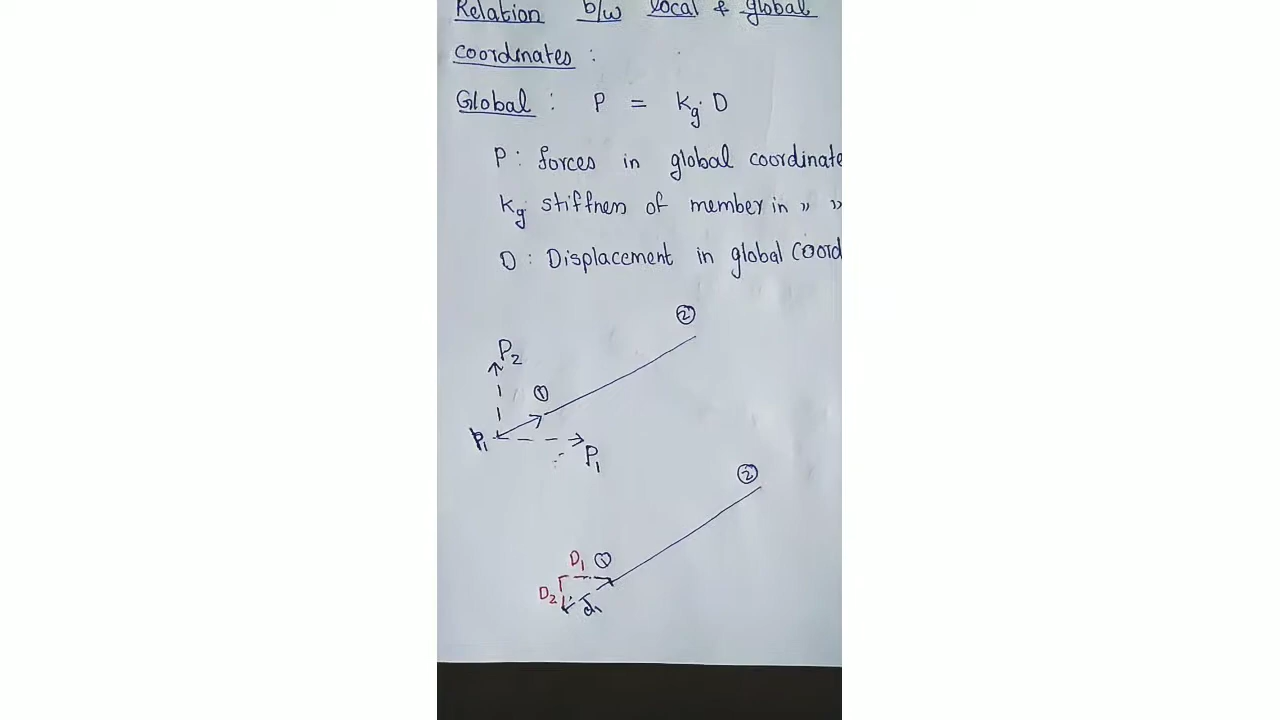 Relation b/w local & global
coordinates :
Global : P = Kg. D
P : forces in global coordinate
Kg stiffness of member in " "
D : Displacement in global coord
②
P2
①
P1
P1
②
D1 ①
D2
d1